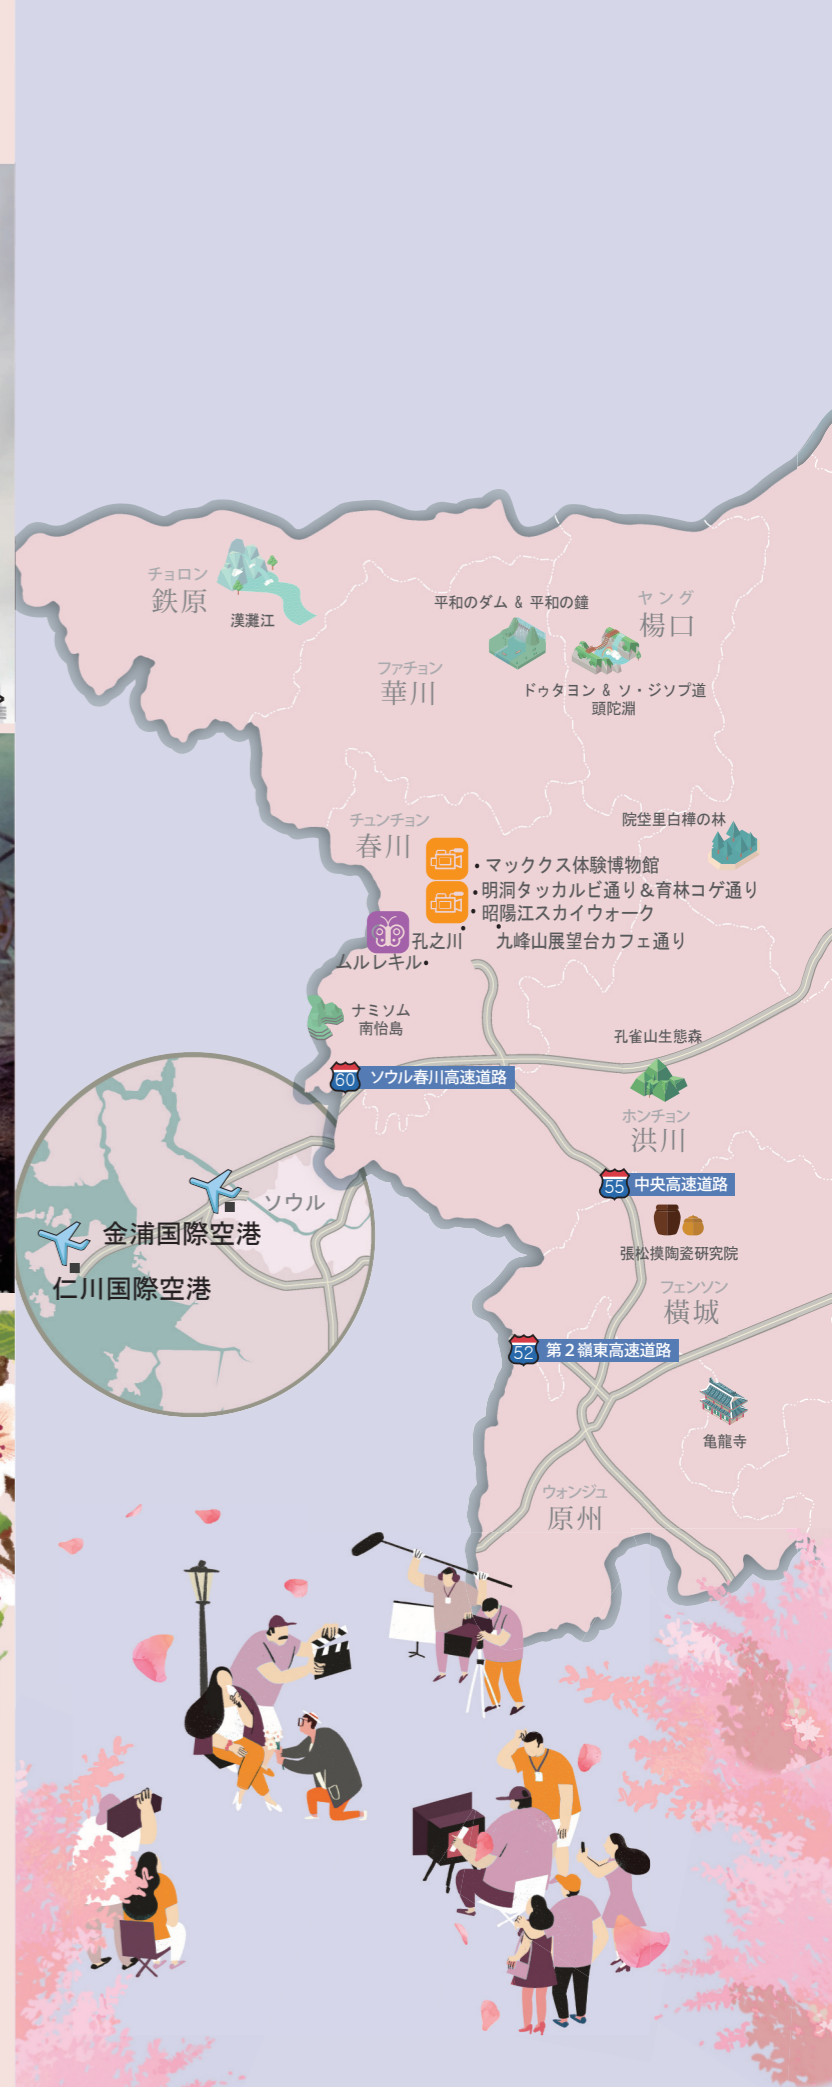 チョロン
鉄原
漢灘江
平和のダム & 平和の鐘
ヤング
楊口
ファチョン
華川
ドゥタヨン & ソ・ジソプ道
頭陀淵
チュンチョン
春川
院垈里白樺の林
マッククス体験博物館
明洞タッカルビ通り&育林コゲ通り
昭陽江スカイウォーク
孔之川
九峰山展望台カフェ通り
ムルレキル
ナミソム
南怡島
孔雀山生態森
60 ソウル春川高速道路
ホンチョン
洪川
55 中央高速道路
ソウル
金浦国際空港
仁川国際空港
張松摸陶瓷研究院
フェンソン
横城
52 第2嶺東高速道路
亀龍寺
ウォンジュ
原州